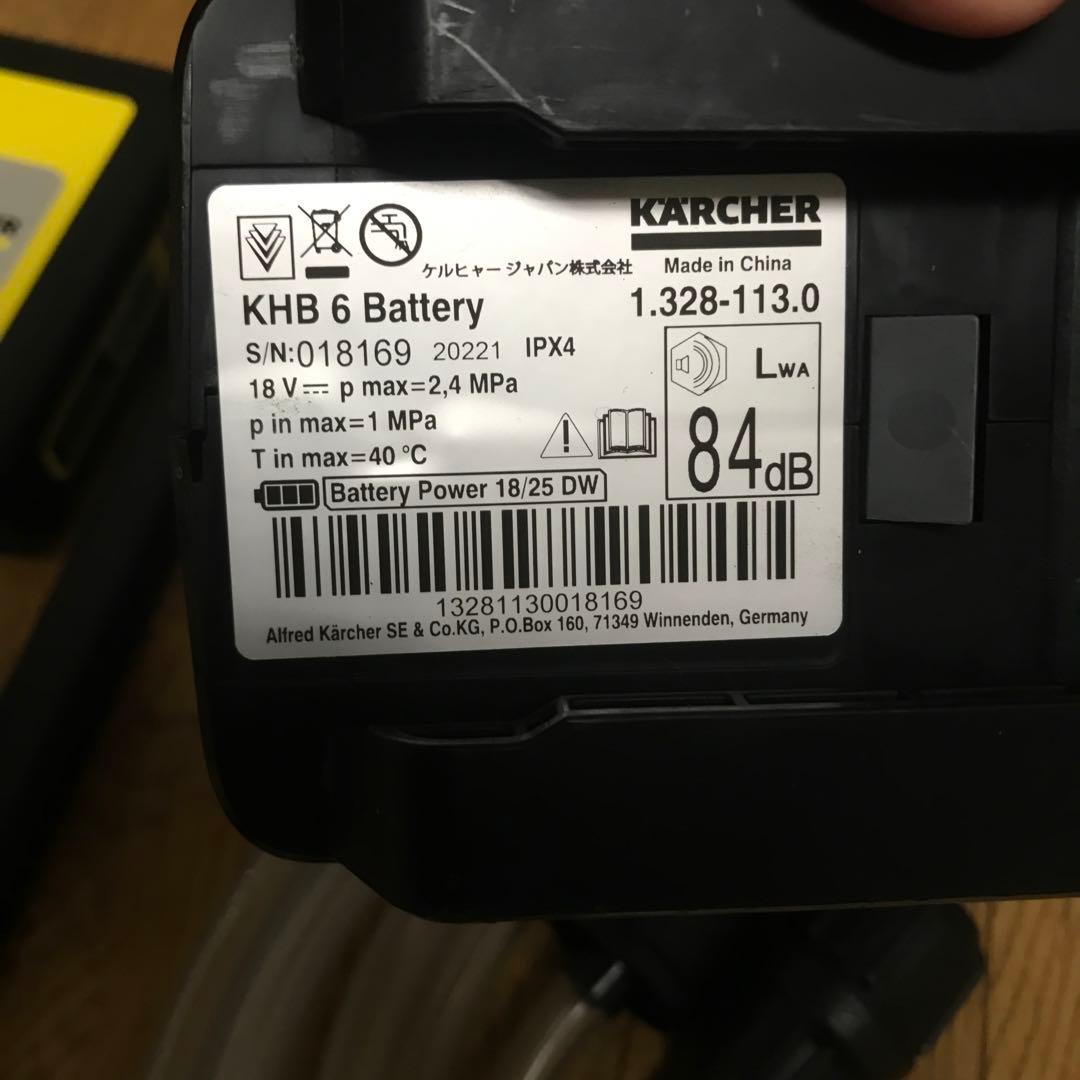 KÄRCHER
ケルヒャー ジャパン株式会社 Made in China
KHB 6 Battery 1.328-113.0
S/N:018169 20221 IPX4
18 V p max=2,4 MPa
p in max=1 MPa
T in max=40 °C
LWA
84dB
Battery Power 18/25 DW
13281130018169
Alfred Kärcher SE & Co.KG, P.O.Box 160, 71349 Winnenden, Germany